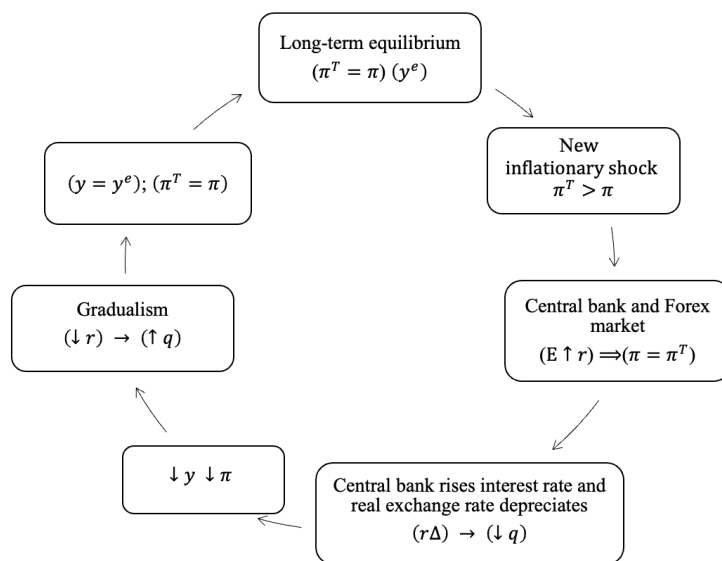 Long-term equilibrium
(π^T = π) (y^e)
New
inflationary shock
π^T > π
Central bank and Forex
market
(E ↑ r) ⟹(π = π^T)
Central bank rises interest rate and
real exchange rate depreciates
(rΔ) → (↓ q)
↓ y ↓ π
Gradualism
(↓ r) → (↑ q)
(y = y^e); (π^T = π)